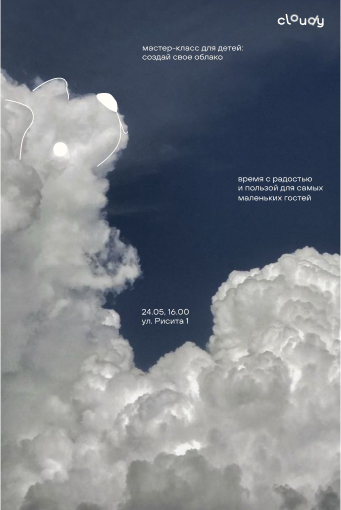 cloudy
мастер-класс для детей:
создай свое облако
время с радостью
и пользой для самых
маленьких гостей
24.05. 16.00
ул. Рисита 1